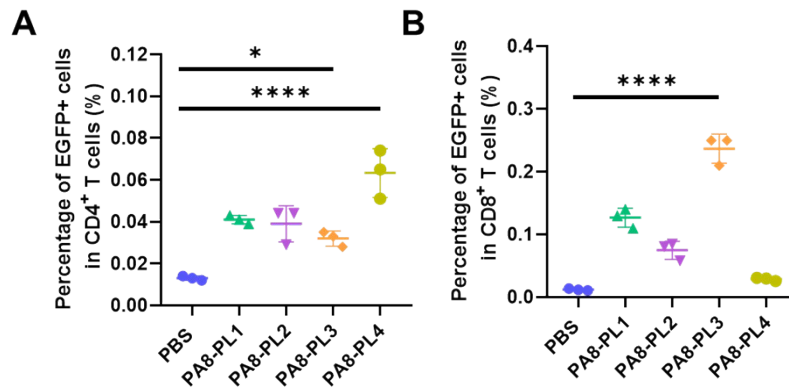 A
Percentage of EGFP+ cells
in CD4+ T cells (%)
0.12
0.10
0.08
0.06
0.04
0.02
0.00
*
****
PBS
PA8-PL1
PA8-PL2
PA8-PL3
PA8-PL4
B
Percentage of EGFP+ cells
in CD8+ T cells (%)
0.4
0.3
0.2
0.1
0.0
****
PBS
PA8-PL1
PA8-PL2
PA8-PL3
PA8-PL4